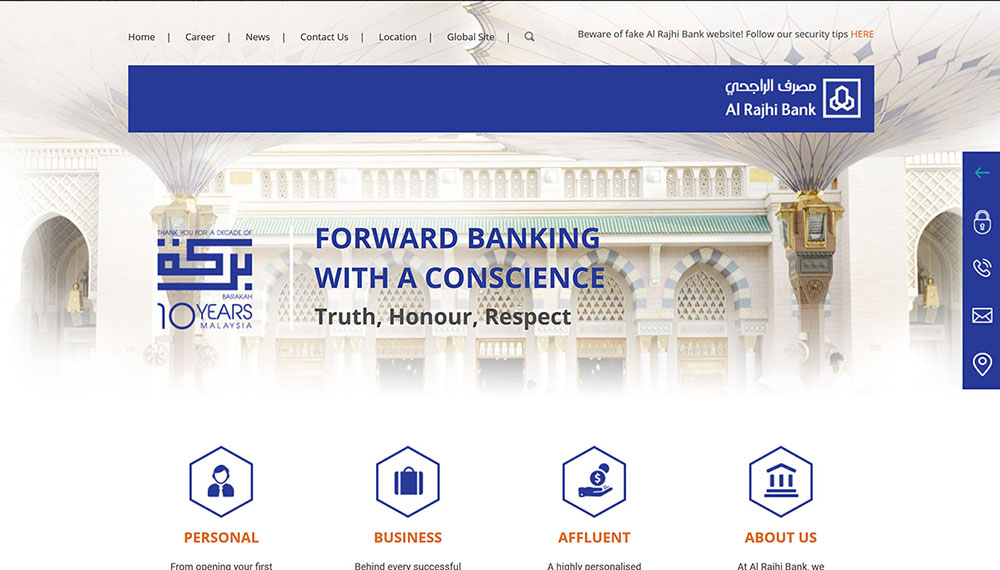 Home | Career | News | Contact Us | Location | Global Site |
Beware of fake Al Rajhi Bank website! Follow our security tips HERE
مصرف الراجحي
Al Rajhi Bank
THANK YOU FOR A DECADE OF
بركة
BARAKAH
10 YEARS
MALAYSIA
FORWARD BANKING
WITH A CONSCIENCE
Truth, Honour, Respect
PERSONAL
BUSINESS
AFFLUENT
ABOUT US
From opening your first
Behind every successful
A highly personalised
At Al Rajhi Bank, we